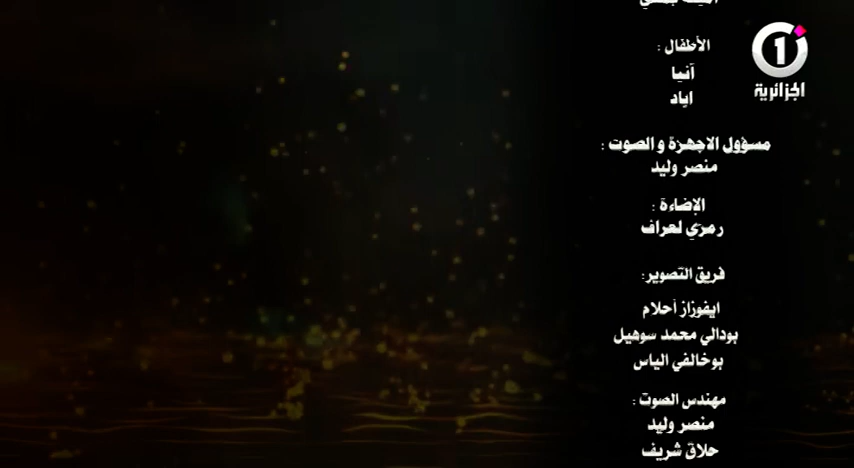 الأطفال :
آنيا
اياد
مسؤول الاجهزة و الصوت :
منصر وليد
الإضاءة :
رمزي لعراف
فريق التصوير:
ايفوزاز أحلام
بودالي محمد سوهيل
بوخالفي الياس
مهندس الصوت :
منصر وليد
حلاق شريف
1
الجزائرية